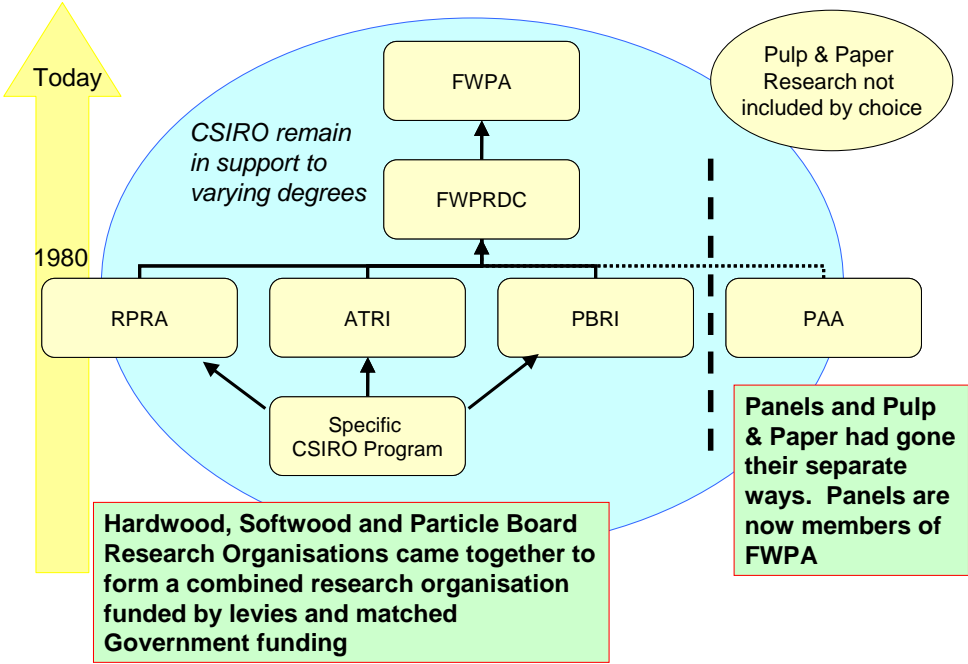 Today
FWPA
Pulp & Paper
Research not
included by choice
CSIRO remain
in support to
varying degrees
FWPRDC
1980
RPRA
ATRI
PBRI
PAA
Specific
CSIRO Program
Panels and Pulp
& Paper had gone
their separate
ways. Panels are
now members of
FWPA
Hardwood, Softwood and Particle Board
Research Organisations came together to
form a combined research organisation
funded by levies and matched
Government funding